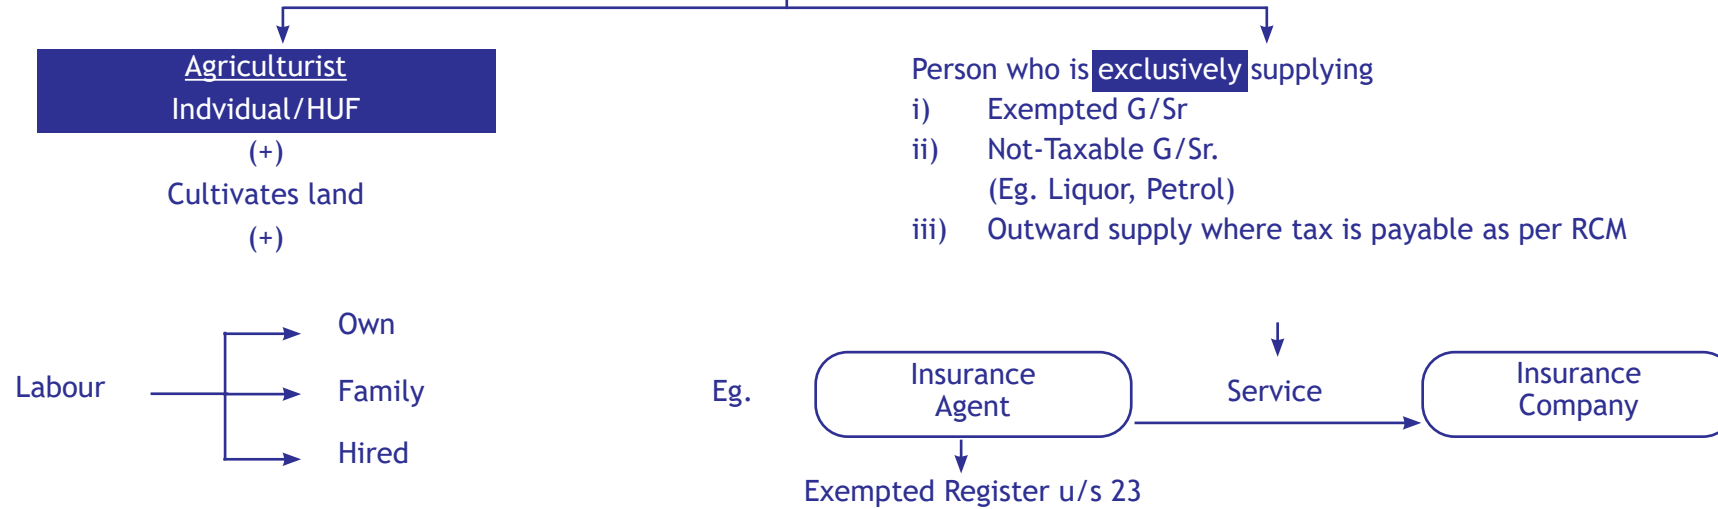 Agriculturist
Indvidual/HUF
(+)
Cultivates land
(+)
Labour
Own
Family
Hired
Person who is exclusively supplying
i) Exempted G/Sr
ii) Not-Taxable G/Sr.
(Eg. Liquor, Petrol)
iii) Outward supply where tax is payable as per RCM
Eg.
Insurance
Agent
Service
Insurance
Company
Exempted Register u/s 23